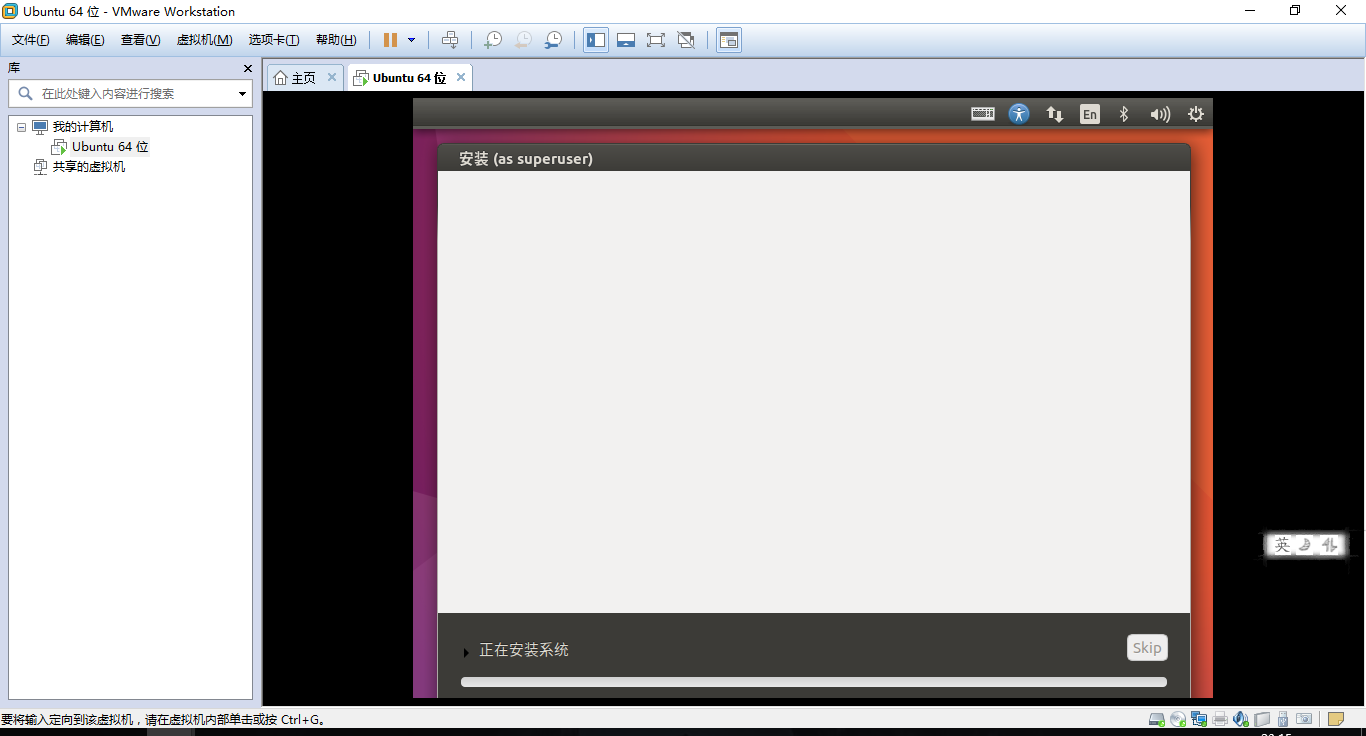 Ubuntu 64 位 - VMware Workstation
文件(F) 编辑(E) 查看(V) 虚拟机(M) 选项卡(T) 帮助(H)
库
在此处键入内容进行搜索
我的计算机
Ubuntu 64 位
共享的虚拟机
主页
Ubuntu 64 位
En
安装 (as superuser)
英
正在安装系统
Skip
要将输入定向到该虚拟机，请在虚拟机内部单击或按 Ctrl+G。